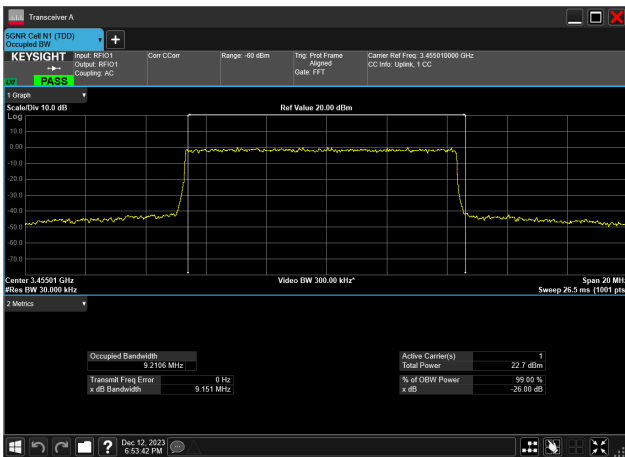 Transceiver A
5GNR Cell N1 (TDD)
Occupied BW
KEYSIGHT
PASS
Input: RFIO1
Output: RFIO1
Coupling: AC
Corr CCorr
Range: -60 dBm
Trig: Prot Frame
Aligned
Gate: FFT
Carrier Ref Freq: 3.455010000 GHz
CC Info: Uplink, 1 CC
1 Graph
Scale/Div 10.0 dB
Ref Value 20.00 dBm
Log
10.0
0.00
-10.0
-20.0
-30.0
-40.0
-50.0
-60.0
-70.0
Center 3.45501 GHz
Video BW 300.00 kHz*
Span 20 MHz
#Res BW 30.000 kHz
Sweep 26.5 ms (1001 pts
2 Metrics
Occupied Bandwidth
9.2106 MHz
Transmit Freq Error 0 Hz
x dB Bandwidth 9.151 MHz
Active Carrier(s) 1
Total Power 22.7 dBm
% of OBW Power 99.00 %
x dB -26.00 dB
Dec 12, 2023
6:53:42 PM